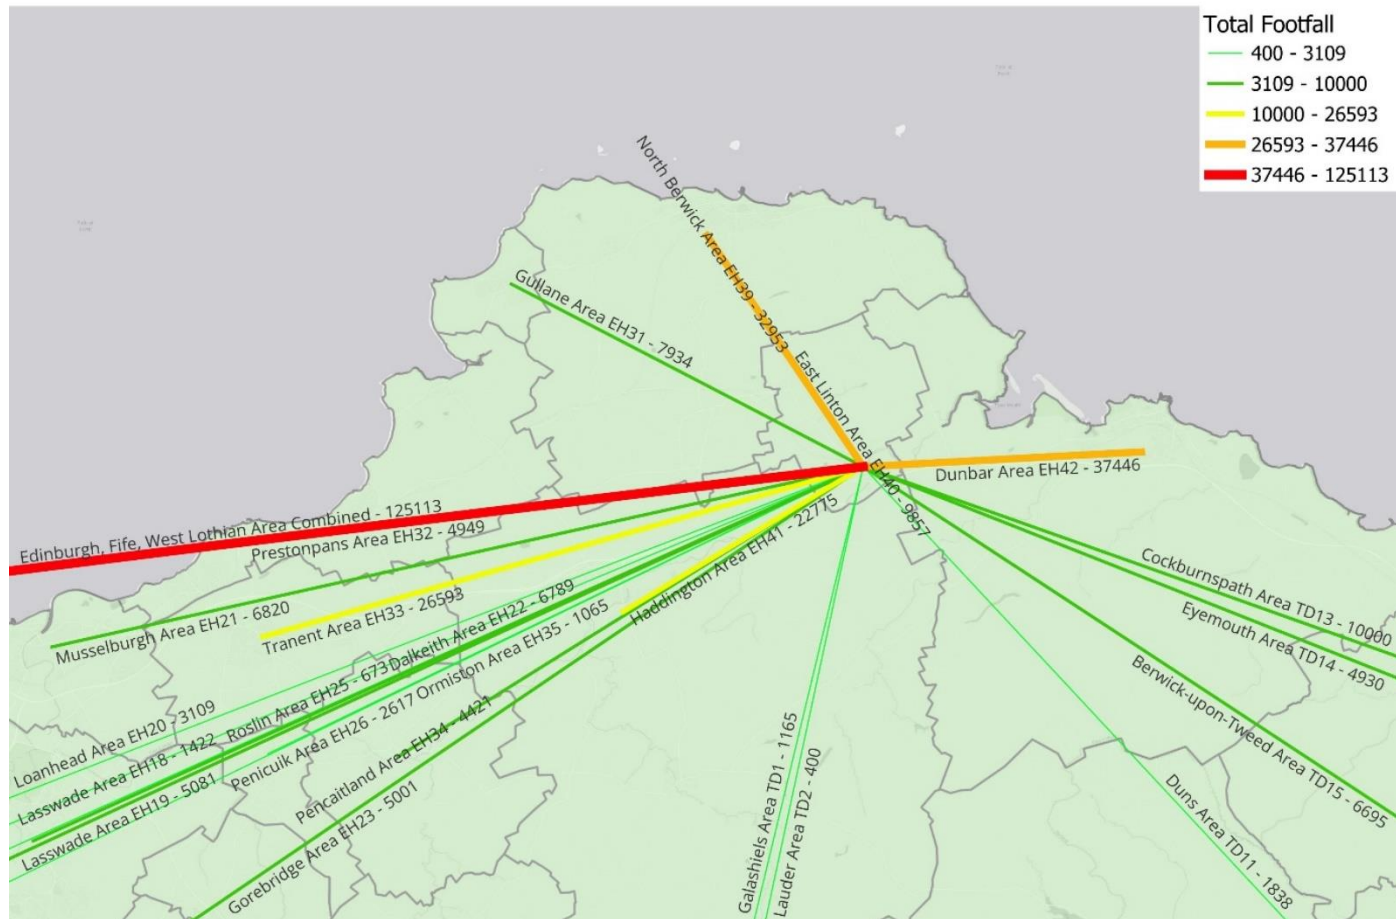 Total Footfall
400 - 3109
3109 - 10000
10000 - 26593
26593 - 37446
37446 - 125113
North Berwick Area EH39 - 32953
Gullane Area EH31 - 7934
East Linton Area EH40 - 9857
Dunbar Area EH42 - 37446
Edinburgh, Fife, West Lothian Area Combined - 125113
Prestonpans Area EH32 - 4949
Musselburgh Area EH21 - 6820
Tranent Area EH33 - 26593
Haddington Area EH41 - 22775
Dalkeith Area EH22 - 6789
Ormiston Area EH35 - 1065
Roslin Area EH25 - 673
Loanhead Area EH20 - 3109
Lasswade Area EH18 - 1422
Penicuik Area EH26 - 2617
Lasswade Area EH19 - 5081
Pencaitland Area EH34 - 4421
Gorebridge Area EH23 - 5001
Galashiels Area TD1 - 1165
Lauder Area TD2 - 400
Cockburnspath Area TD13 - 10000
Eyemouth Area TD14 - 4930
Berwick-upon-Tweed Area TD15 - 6695
Duns Area TD11 - 1838